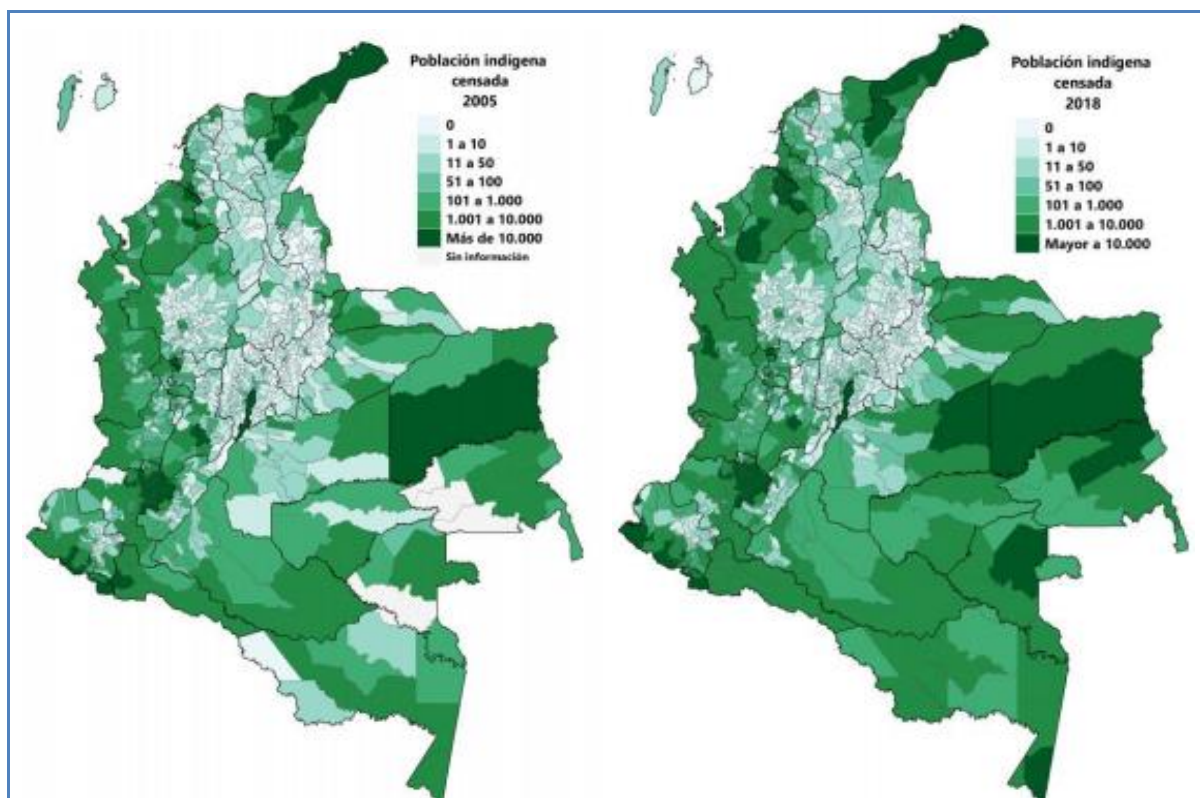 Población indígena
censada
2005
0
1 a 10
11 a 50
51 a 100
101 a 1.000
1.001 a 10.000
Más de 10.000
Sin información
Población indígena
censada
2018
0
1 a 10
11 a 50
51 a 100
101 a 1.000
1.001 a 10.000
Mayor a 10.000